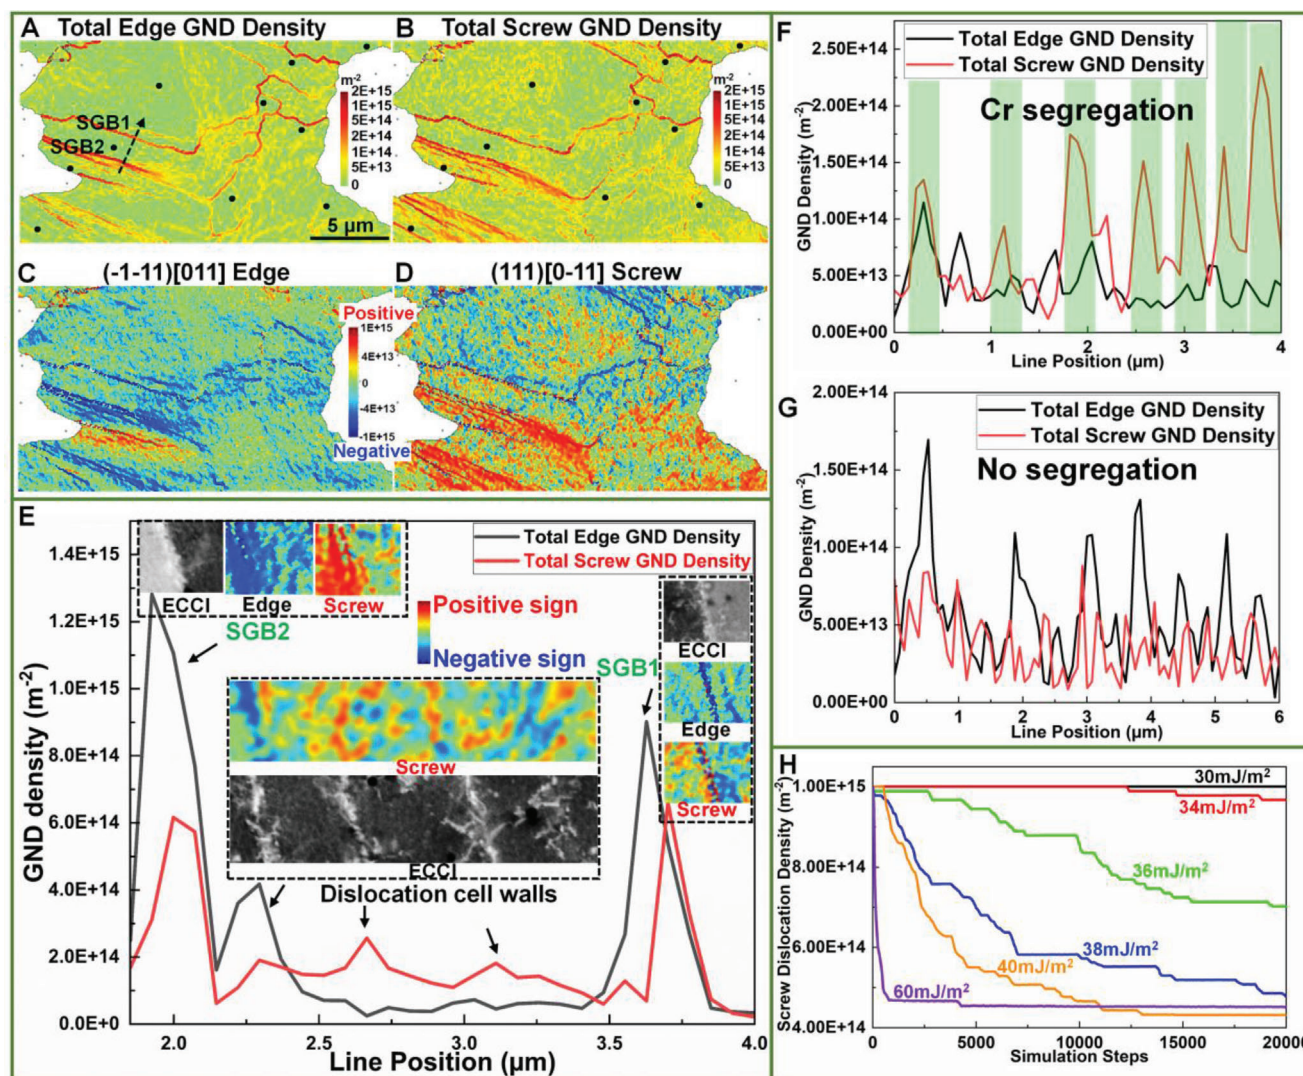 A Total Edge GND Density
m-2
2E+15
1E+15
5E+14
2E+14
1E+14
5E+13
0
SGB1
SGB2
5 μm
B Total Screw GND Density
m-2
2E+15
1E+15
5E+14
2E+14
1E+14
5E+13
0
C (-1-11)[011] Edge
Positive
1E+15
4E+13
0
-4E+13
-1E+15
Negative
D (111)[0-11] Screw
E
GND density (m-2)
1.4E+15
1.2E+15
1.0E+15
8.0E+14
6.0E+14
4.0E+14
2.0E+14
0.0E+0
ECCI
Edge
Screw
SGB2
Total Edge GND Density
Total Screw GND Density
Positive sign
Negative sign
SGB1
ECCI
Edge
Screw
Screw
ECCI
Dislocation cell walls
2.0 2.5 3.0 3.5 4.0
Line Position (μm)
F
GND Density (m-2)
2.50E+14
2.00E+14
1.50E+14
1.00E+14
5.00E+13
0.00E+00
Total Edge GND Density
Total Screw GND Density
Cr segregation
0 1 2 3 4
Line Position (μm)
G
GND Density (m-2)
2.00E+14
1.50E+14
1.00E+14
5.00E+13
0.00E+00
Total Edge GND Density
Total Screw GND Density
No segregation
0 1 2 3 4 5 6
Line Position (μm)
H
Screw Dislocation Density (m-2)
1.00E+15
8.00E+14
6.00E+14
4.00E+14
30mJ/m2
34mJ/m2
36mJ/m2
38mJ/m2
40mJ/m2
60mJ/m2
0 5000 10000 15000 20000
Simulation Steps